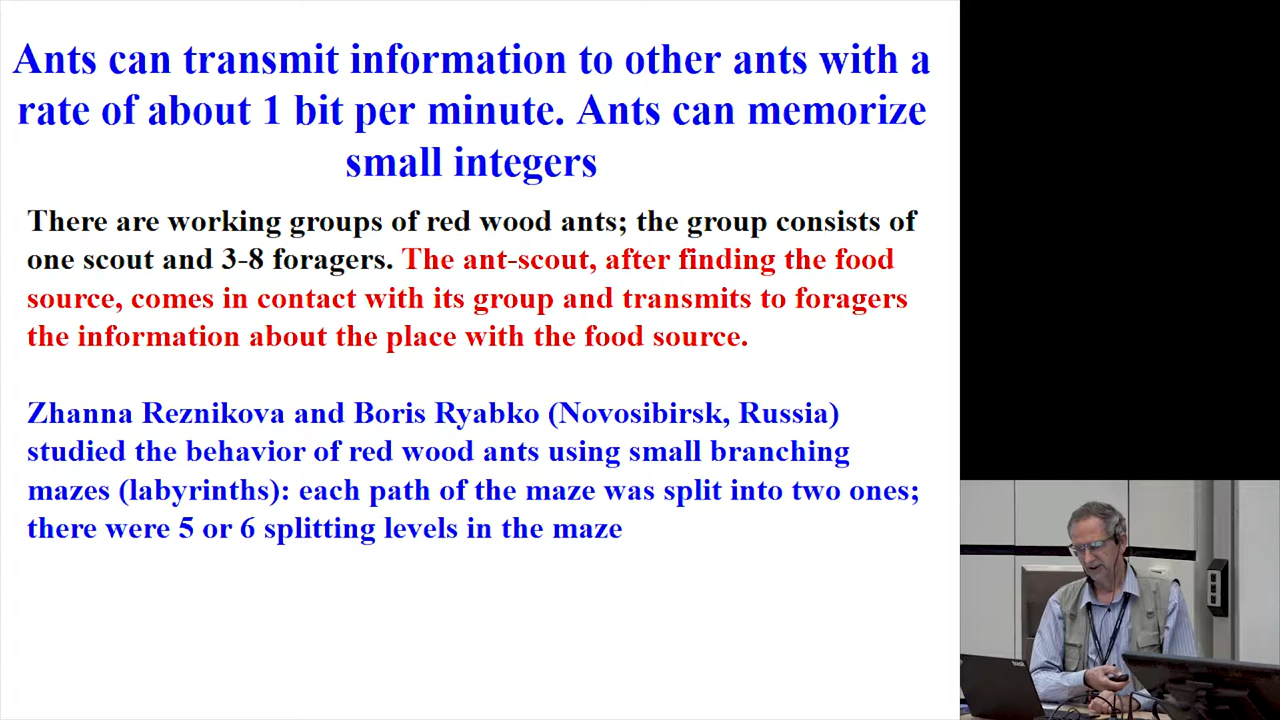 Ants can transmit information to other ants with a
rate of about 1 bit per minute. Ants can memorize
small integers
There are working groups of red wood ants; the group consists of
one scout and 3-8 foragers. The ant-scout, after finding the food
source, comes in contact with its group and transmits to foragers
the information about the place with the food source.
Zhanna Reznikova and Boris Ryabko (Novosibirsk, Russia)
studied the behavior of red wood ants using small branching
mazes (labyrinths): each path of the maze was split into two ones;
there were 5 or 6 splitting levels in the maze